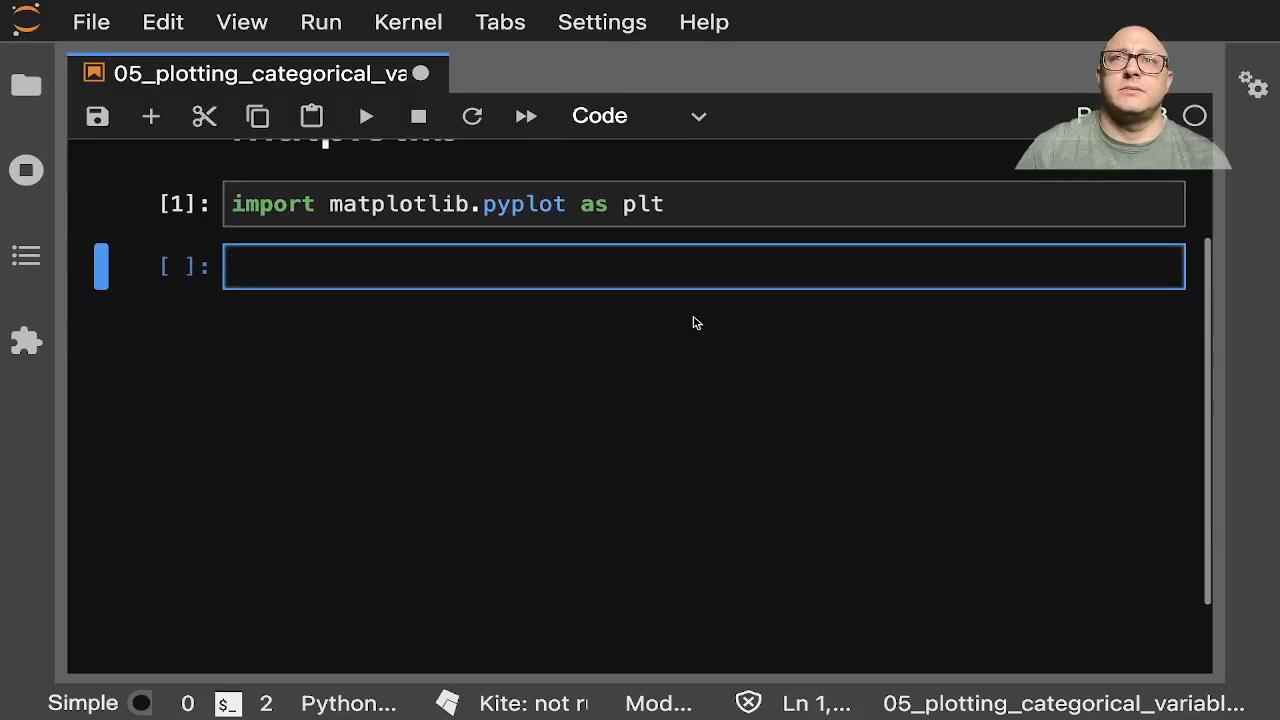 File Edit View Run Kernel Tabs Settings Help
05_plotting_categorical_va
Code
[1]: import matplotlib.pyplot as plt
[ ]:
Simple 0 $_ 2 Python... Kite: not r Mod... Ln 1,... 05_plotting_categorical_variabl...